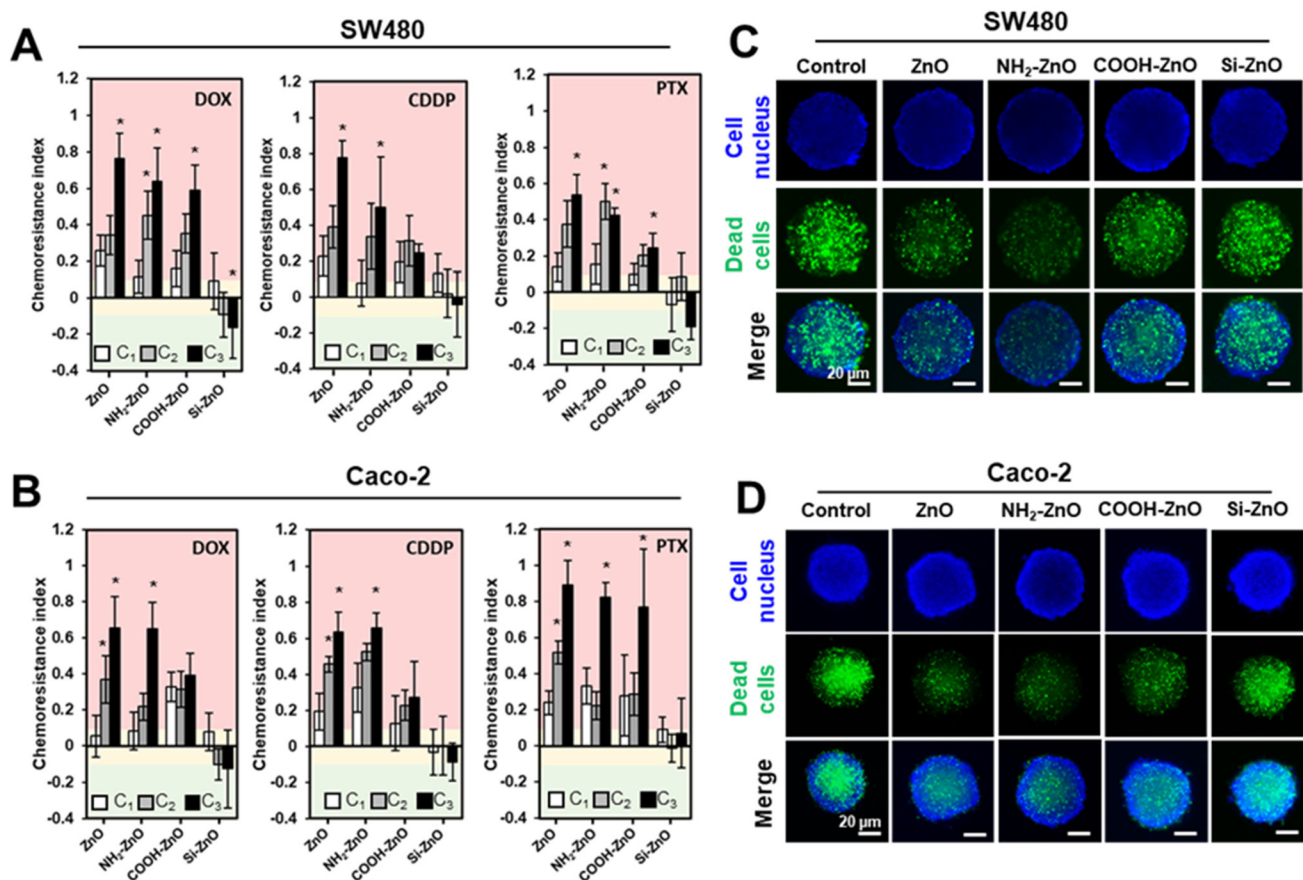 A
SW480
Chemoresistance index
1.2
1
0.8
0.6
0.4
0.2
0
-0.2
-0.4
DOX
* * * * *
C₁ C₂ C₃
ZnO
NH₂-ZnO
COOH-ZnO
Si-ZnO
Chemoresistance index
1.2
1
0.8
0.6
0.4
0.2
0
-0.2
-0.4
CDDP
* *
C₁ C₂ C₃
ZnO
NH₂-ZnO
COOH-ZnO
Si-ZnO
Chemoresistance index
1.2
1
0.8
0.6
0.4
0.2
0
-0.2
-0.4
PTX
* * * *
C₁ C₂ C₃
ZnO
NH₂-ZnO
COOH-ZnO
Si-ZnO
B
Caco-2
Chemoresistance index
1.2
1
0.8
0.6
0.4
0.2
0
-0.2
-0.4
DOX
* * *
C₁ C₂ C₃
ZnO
NH₂-ZnO
COOH-ZnO
Si-ZnO
Chemoresistance index
1.2
1
0.8
0.6
0.4
0.2
0
-0.2
-0.4
CDDP
* * *
C₁ C₂ C₃
ZnO
NH₂-ZnO
COOH-ZnO
Si-ZnO
Chemoresistance index
1.2
1
0.8
0.6
0.4
0.2
0
-0.2
-0.4
PTX
* * * *
C₁ C₂ C₃
ZnO
NH₂-ZnO
COOH-ZnO
Si-ZnO
C
SW480
Control ZnO NH₂-ZnO COOH-ZnO Si-ZnO
Cell
nucleus
Dead
cells
Merge
20 µm
D
Caco-2
Control ZnO NH₂-ZnO COOH-ZnO Si-ZnO
Cell
nucleus
Dead
cells
Merge
20 µm